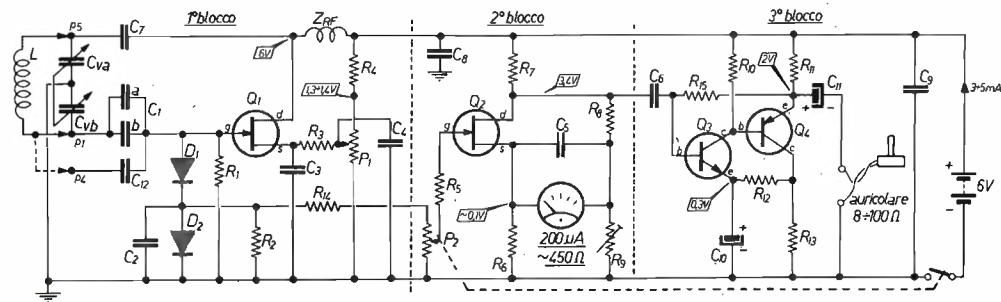 1° blocco
2° blocco
3° blocco
p5
C7
ZRF
6V
L
Cva
Cvb
p1
p4
a
C1
b
C12
D1
D2
C2
R1
R2
Q1
g
d
s
R3
C3
R4
1,3÷1,4V
P1
C4
R14
P2
C8
R7
3,4V
Q2
g
d
s
C5
R8
R5
~0,1V
R6
200µA
~450Ω
R9
C6
R15
R10
2V
R11
C11
+
-
Q3
b
c
e
Q4
b
e
c
R12
0,3V
C10
+
-
R13
auricolare
8÷100Ω
C9
3÷5mA
+
-
6V